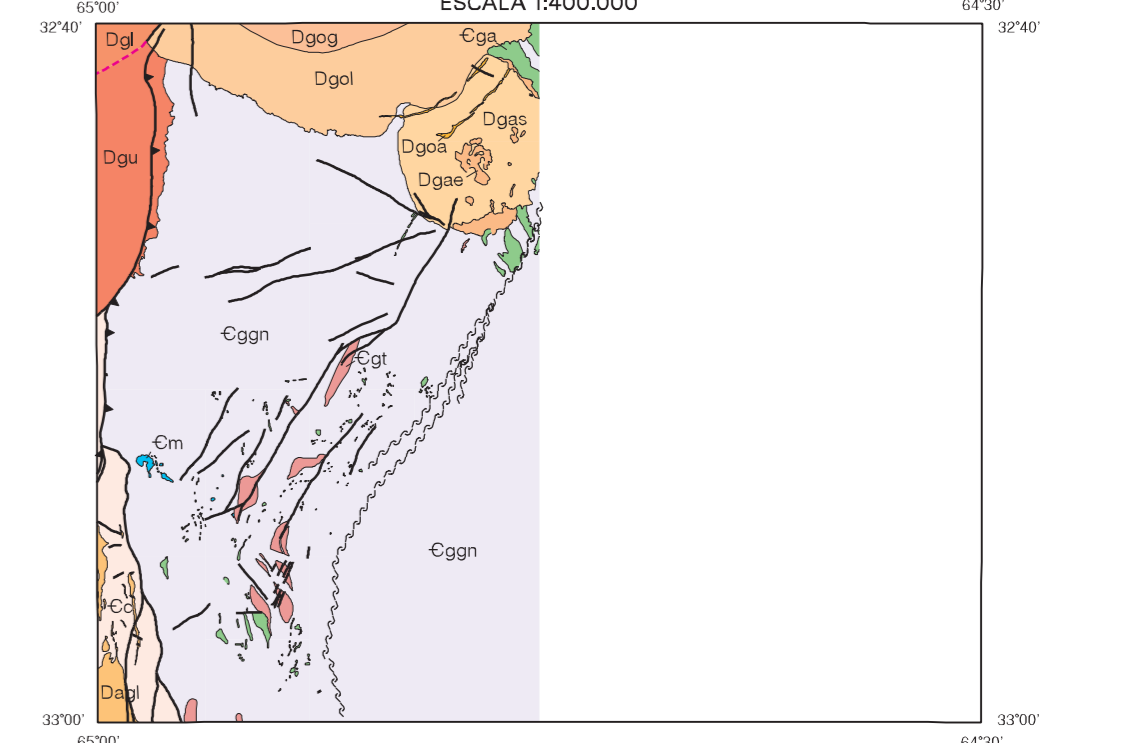 65°00' ESCALA 1:400.000 64°30'
32°40' 32°40'
Dgl Dgog Єga
Dgol
Dgas
Dgoa
Dgu
Dgae
Єggn
Єgt
Єm
Єggn
Єc
Dagl
33°00' 33°00'
65°00' 64°30'